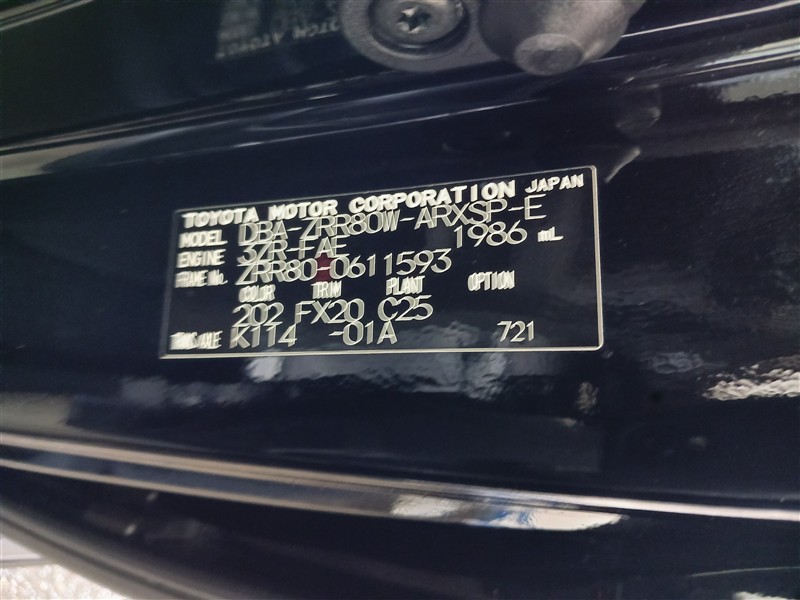 TOYOTA MOTOR CORPORATION JAPAN
MODEL DBA-ZRR80W-ARXSP-E
ENGINE 3ZR-FAE 1986 mL
FRAME No. ZRR80-0611593
COLOR TRIM PLANT OPTION
202 FX20 C25
TRANS/AXLE K114 -01A 721